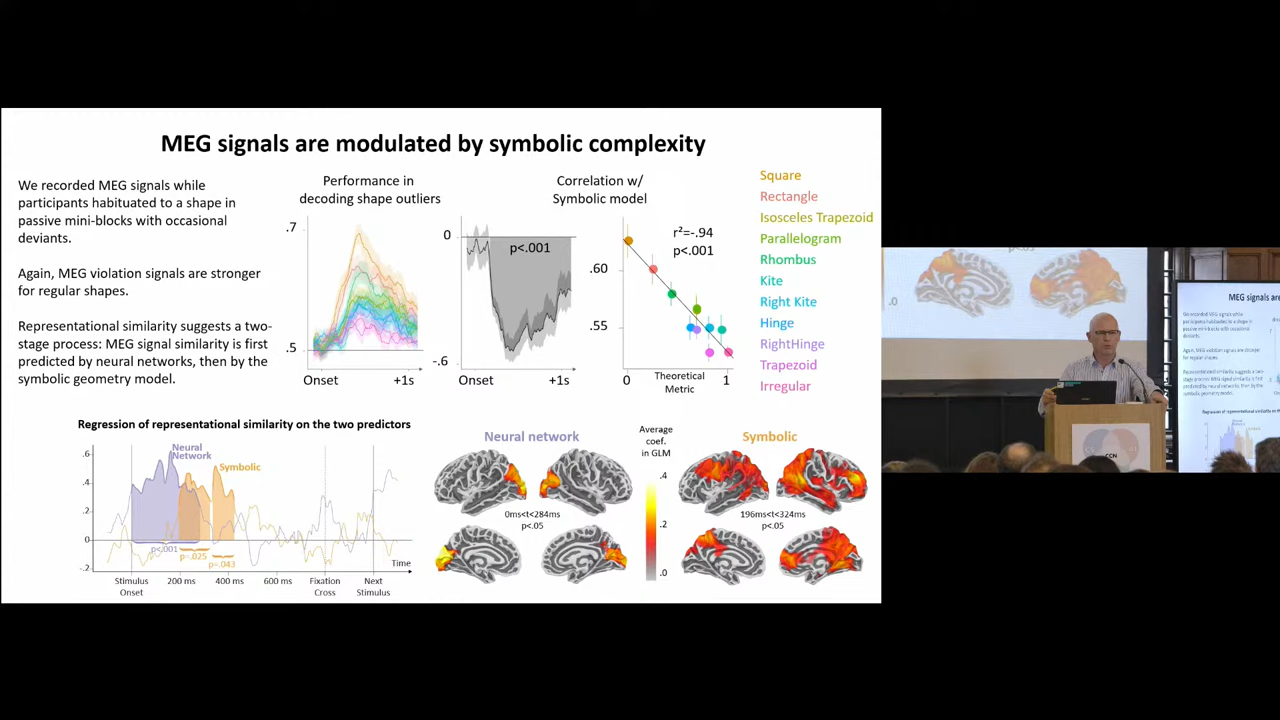 MEG signals are modulated by symbolic complexity
We recorded MEG signals while
participants habituated to a shape in
passive mini-blocks with occasional
deviants.
Again, MEG violation signals are stronger
for regular shapes.
Representational similarity suggests a two-
stage process: MEG signal similarity is first
predicted by neural networks, then by the
symbolic geometry model.
Performance in
decoding shape outliers
.7
.5
Onset
+1s
Correlation w/
Symbolic model
0
p<.001
-.6
Onset
+1s
r²=-.94
p<.001
.60
.55
0
Theoretical
Metric
1
Square
Rectangle
Isosceles Trapezoid
Parallelogram
Rhombus
Kite
Right Kite
Hinge
RightHinge
Trapezoid
Irregular
Regression of representational similarity on the two predictors
.6
.4
.2
0
-.2
Neural
Network
Symbolic
p<.001
p=.025
p=.043
Time
Stimulus
Onset
200 ms
400 ms
600 ms
Fixation
Cross
Next
Stimulus
Neural network
0ms<t<284ms
p<.05
Average
coef.
in GLM
.4
.2
.0
Symbolic
196ms<t<324ms
p<.05
.0
MEG signals are
CCN